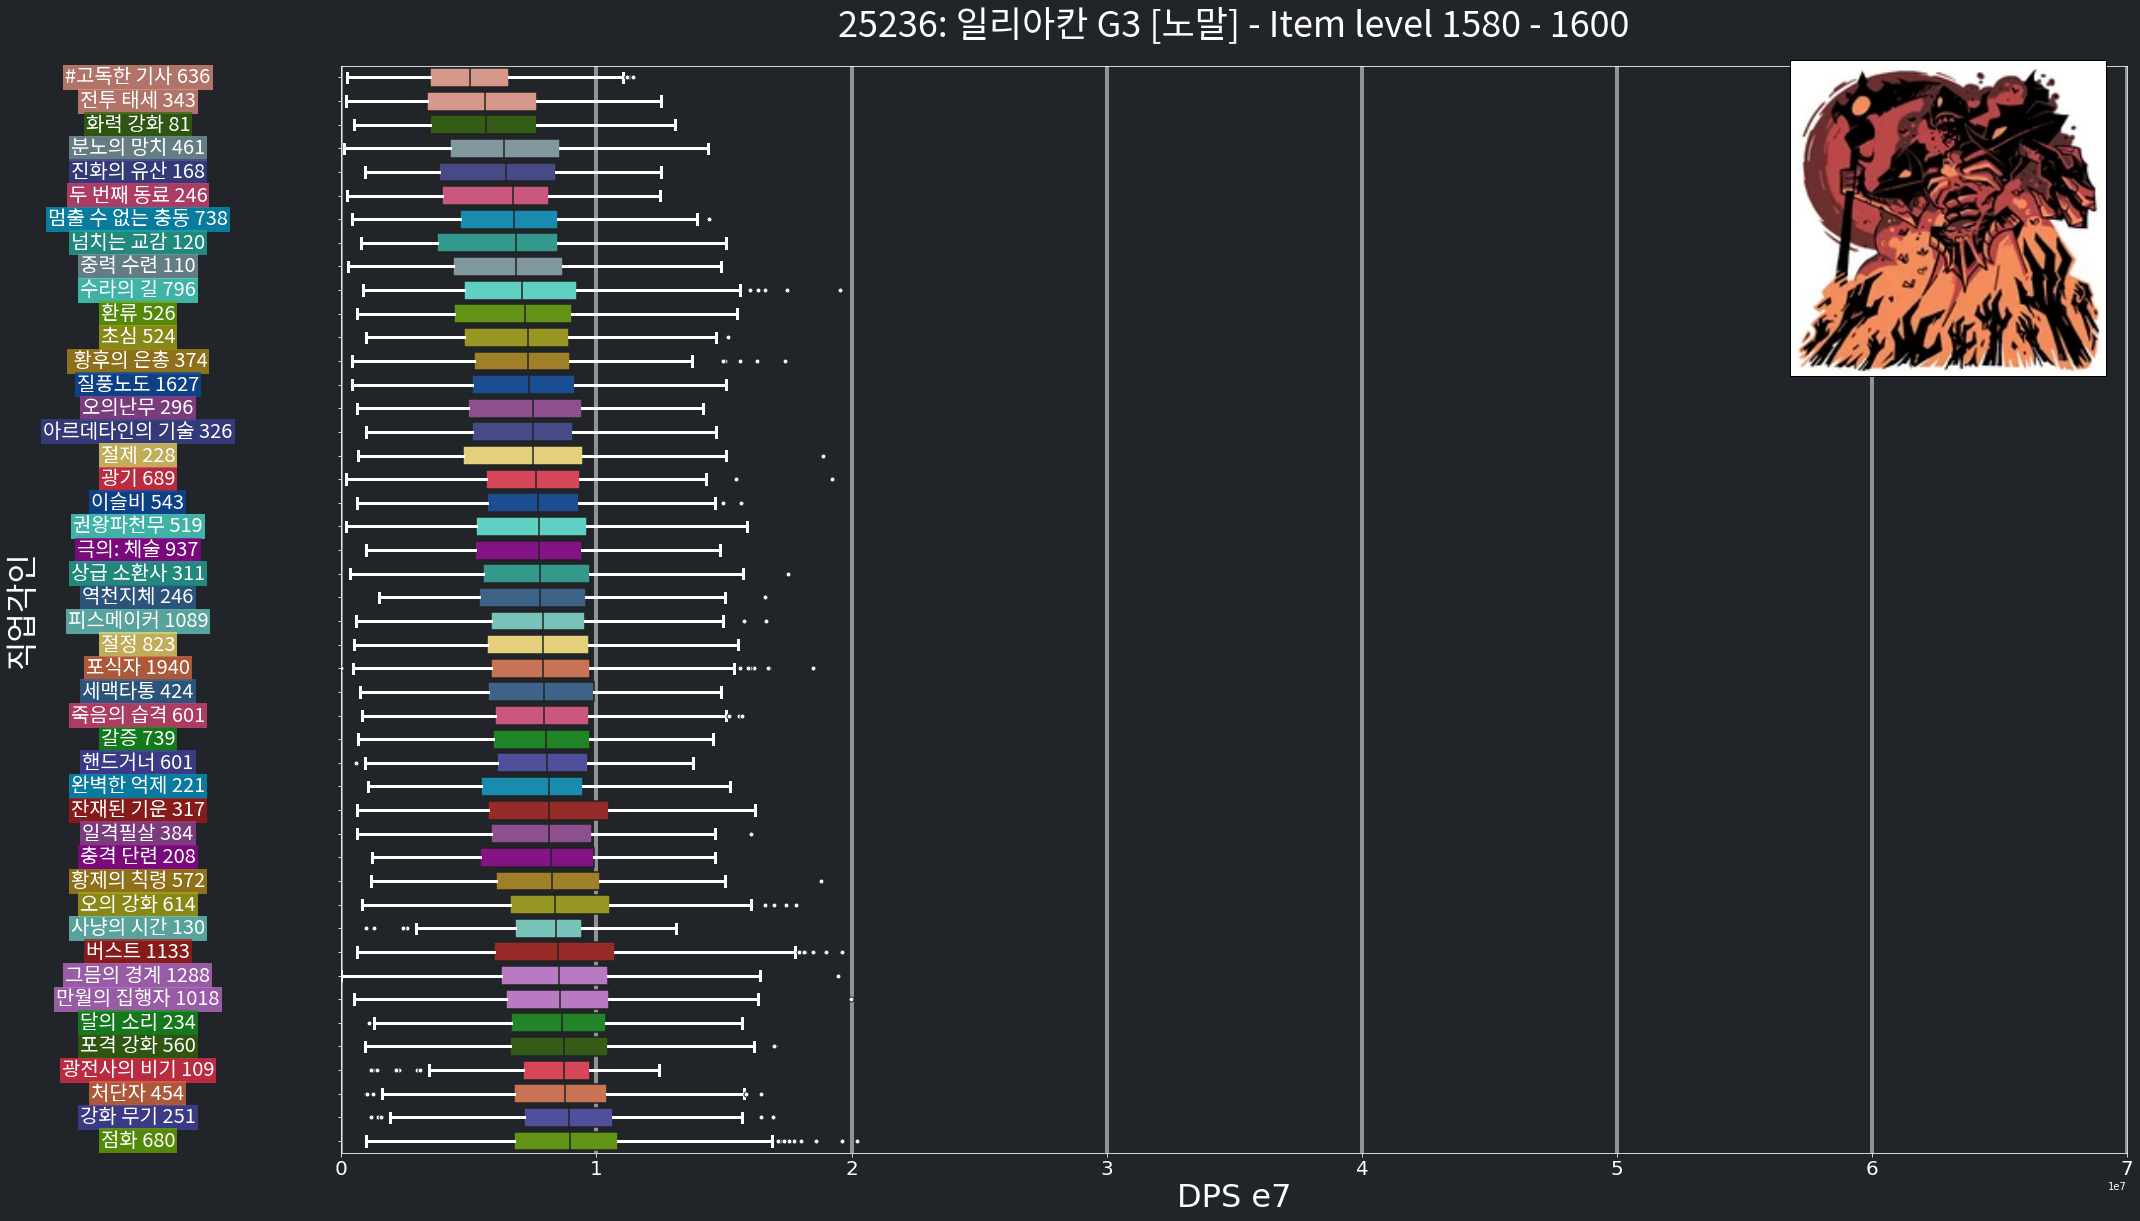 25236: 일리아칸 G3 [노말] - Item level 1580 - 1600
#고독한 기사 636
전투 태세 343
화력 강화 81
분노의 망치 461
진화의 유산 168
두 번째 동료 246
멈출 수 없는 충동 738
넘치는 교감 120
중력 수련 110
수라의 길 796
환류 526
초심 524
황후의 은총 374
질풍노도 1627
오의난무 296
아르데타인의 기술 326
절제 228
광기 689
이슬비 543
권왕파천무 519
극의: 체술 937
상급 소환사 311
역천지체 246
피스메이커 1089
절정 823
포식자 1940
세맥타통 424
죽음의 습격 601
갈증 739
핸드거너 601
완벽한 억제 221
잔재된 기운 317
일격필살 384
충격 단련 208
황제의 칙령 572
오의 강화 614
사냥의 시간 130
버스트 1133
그믐의 경계 1288
만월의 집행자 1018
달의 소리 234
포격 강화 560
광전사의 비기 109
처단자 454
강화 무기 251
점화 680
직업각인
0 1 2 3 4 5 6 7
1e7
DPS e7